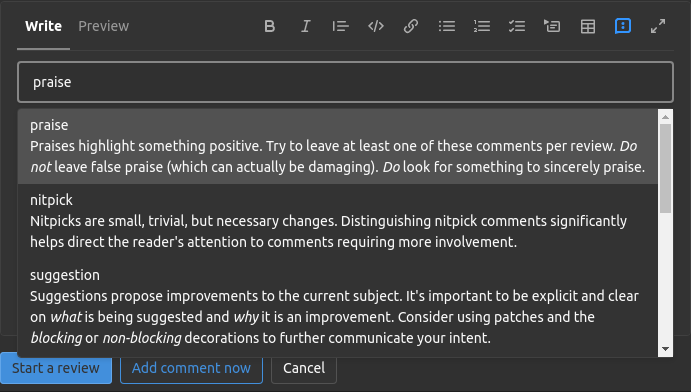 Write Preview
praise
praise
Praises highlight something positive. Try to leave at least one of these comments per review. Do
not leave false praise (which can actually be damaging). Do look for something to sincerely praise.
nitpick
Nitpicks are small, trivial, but necessary changes. Distinguishing nitpick comments significantly
helps direct the reader's attention to comments requiring more involvement.
suggestion
Suggestions propose improvements to the current subject. It's important to be explicit and clear
on what is being suggested and why it is an improvement. Consider using patches and the
blocking or non-blocking decorations to further communicate your intent.
Start a review Add comment now Cancel